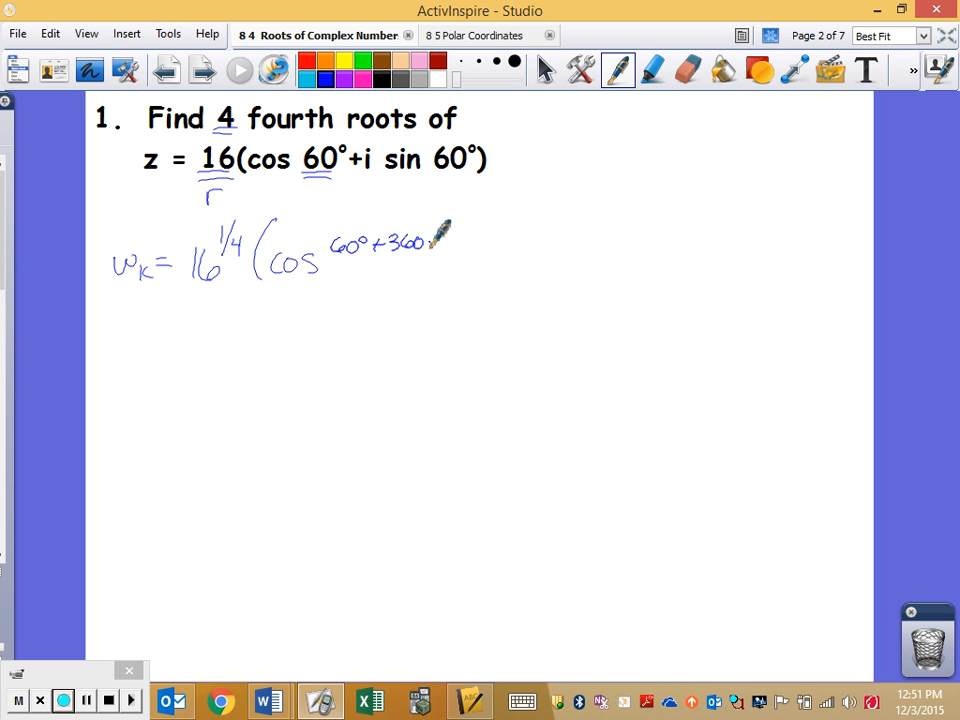 ActivInspire - Studio
File Edit View Insert Tools Help
8 4 Roots of Complex Number
8 5 Polar Coordinates
Page 2 of 7
Best Fit
T
»
1. Find 4 fourth roots of
z = 16(cos 60°+i sin 60°)
r
wₖ = 16^1/4 (cos 60° + 360
M
12:51 PM
12/3/2015